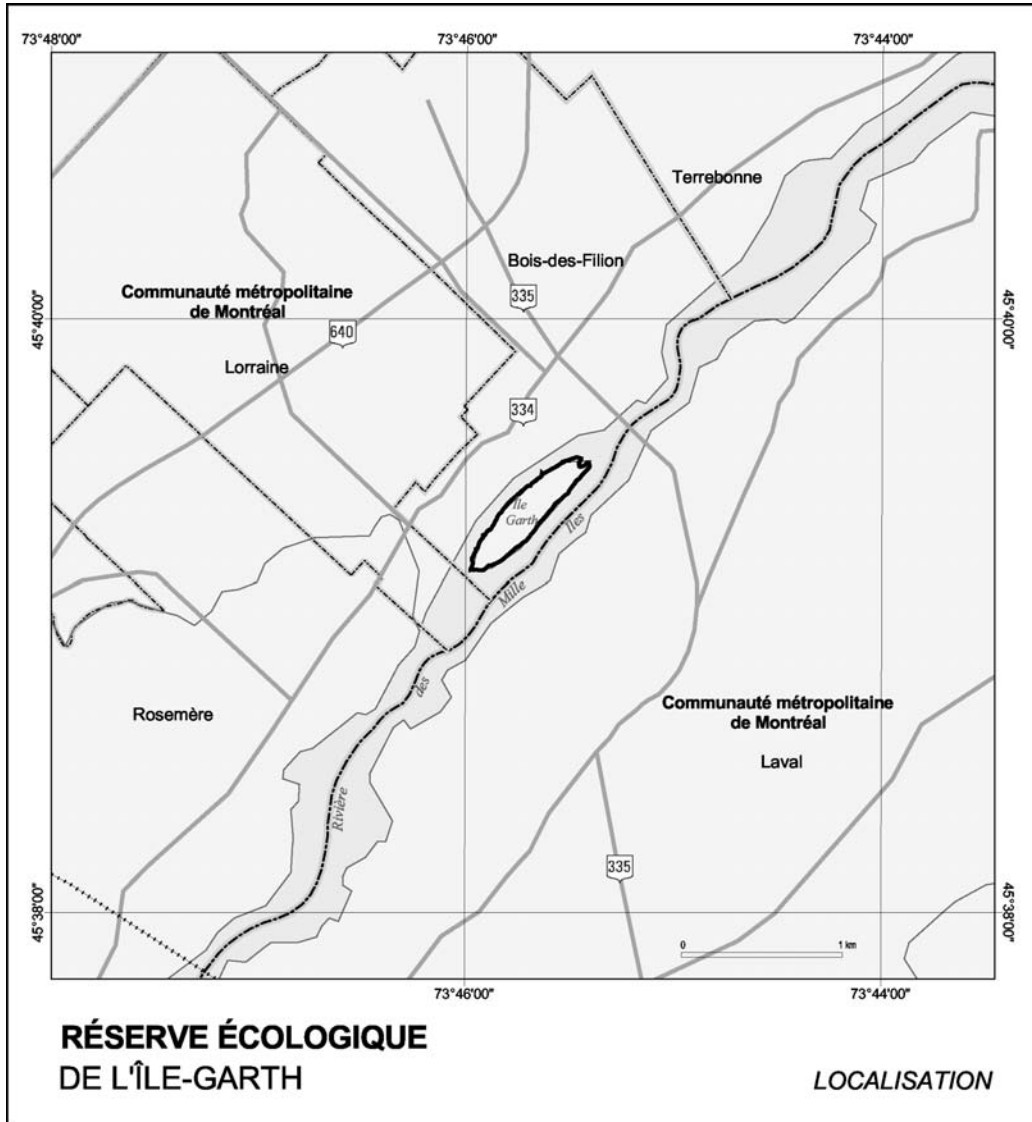 73°48'00"
73°46'00"
73°44'00"
Terrebonne
Bois-des-Filion
Communauté métropolitaine
de Montréal
335
45°40'00"
45°40'00"
640
Lorraine
334
Île
Garth
Îles
Mille
des
Rivière
Rosemère
Communauté métropolitaine
de Montréal
Laval
335
45°38'00"
45°38'00"
0 1 km
73°46'00"
73°44'00"
RÉSERVE ÉCOLOGIQUE
DE L'ÎLE-GARTH
LOCALISATION